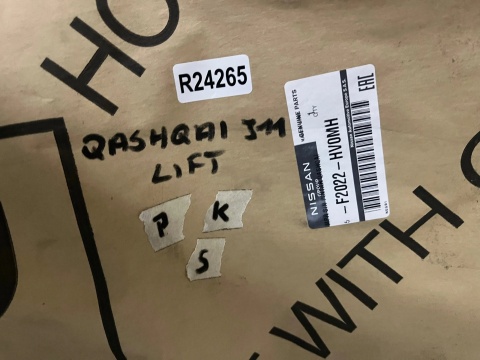 HO
R24265
QASHQAI J11
LIFT
P
K
S
NISSAN
GENUINE PARTS
F2022-HV0MH
EAC
WITH C